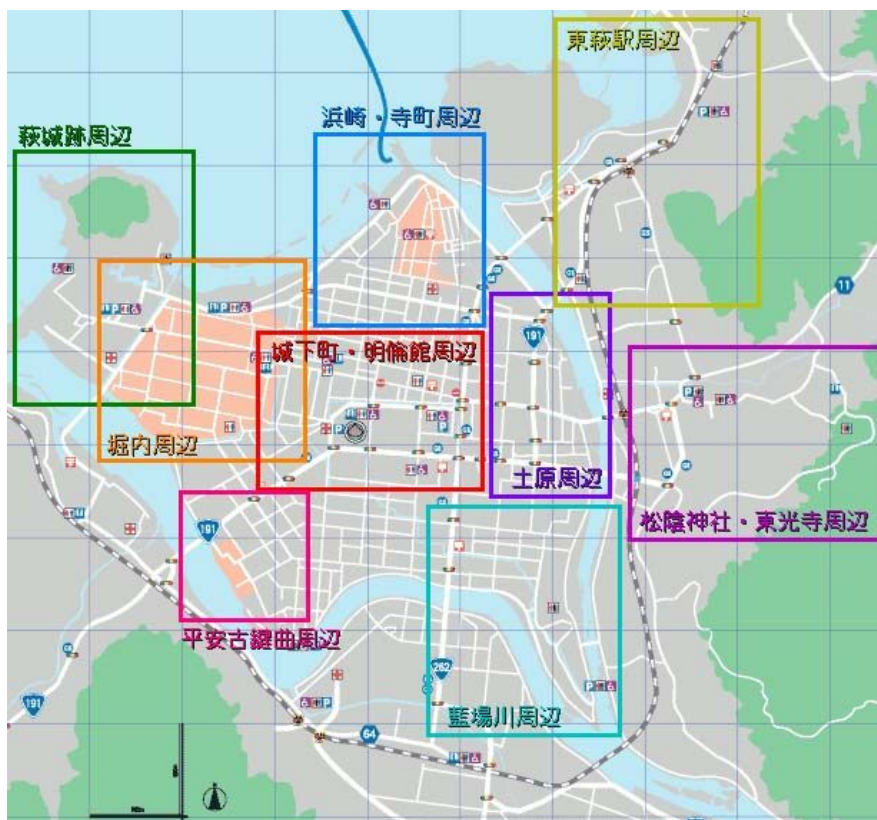 東萩駅周辺
浜崎・寺町周辺
萩城跡周辺
11
191
城下町・明倫館周辺
堀内周辺
土原周辺
松陰神社・東光寺周辺
191
平安古鍵曲周辺
262
191
藍場川周辺
64